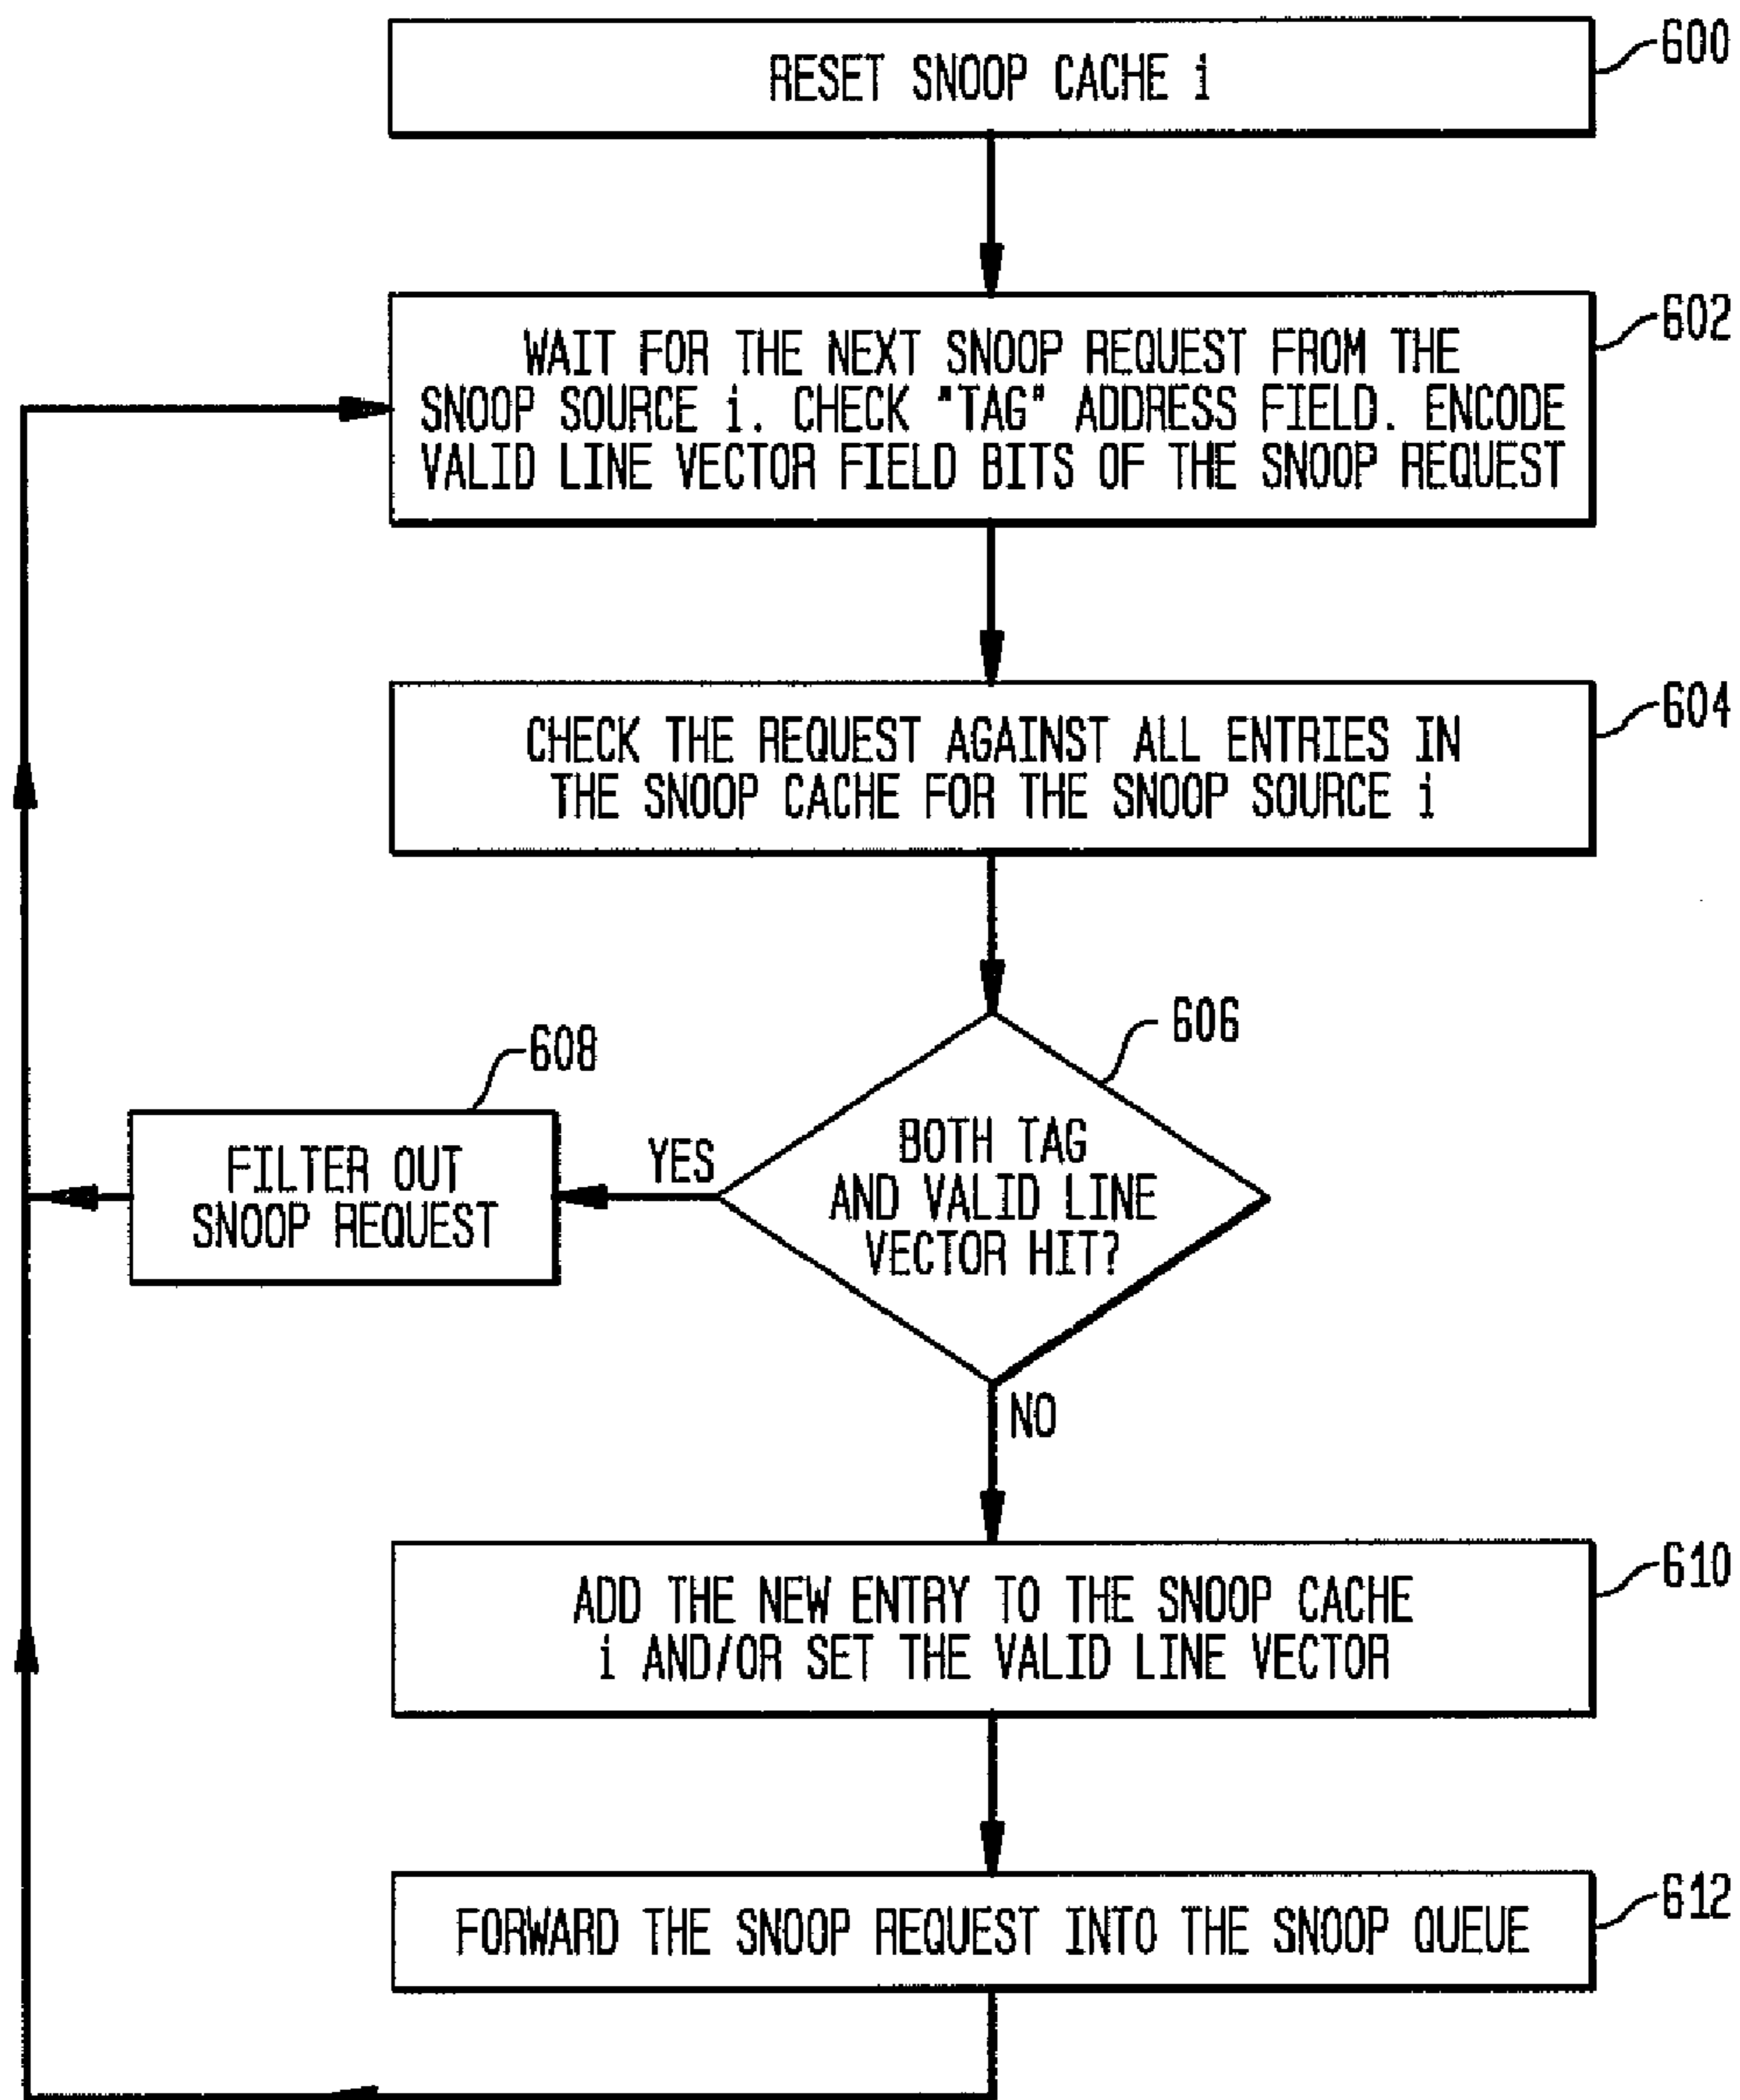 RESET SNOOP CACHE i
600
WAIT FOR THE NEXT SNOOP REQUEST FROM THE
SNOOP SOURCE i. CHECK "TAG" ADDRESS FIELD. ENCODE
VALID LINE VECTOR FIELD BITS OF THE SNOOP REQUEST
602
CHECK THE REQUEST AGAINST ALL ENTRIES IN
THE SNOOP CACHE FOR THE SNOOP SOURCE i
604
BOTH TAG
AND VALID LINE
VECTOR HIT?
606
YES
FILTER OUT
SNOOP REQUEST
608
NO
ADD THE NEW ENTRY TO THE SNOOP CACHE
i AND/OR SET THE VALID LINE VECTOR
610
FORWARD THE SNOOP REQUEST INTO THE SNOOP QUEUE
612